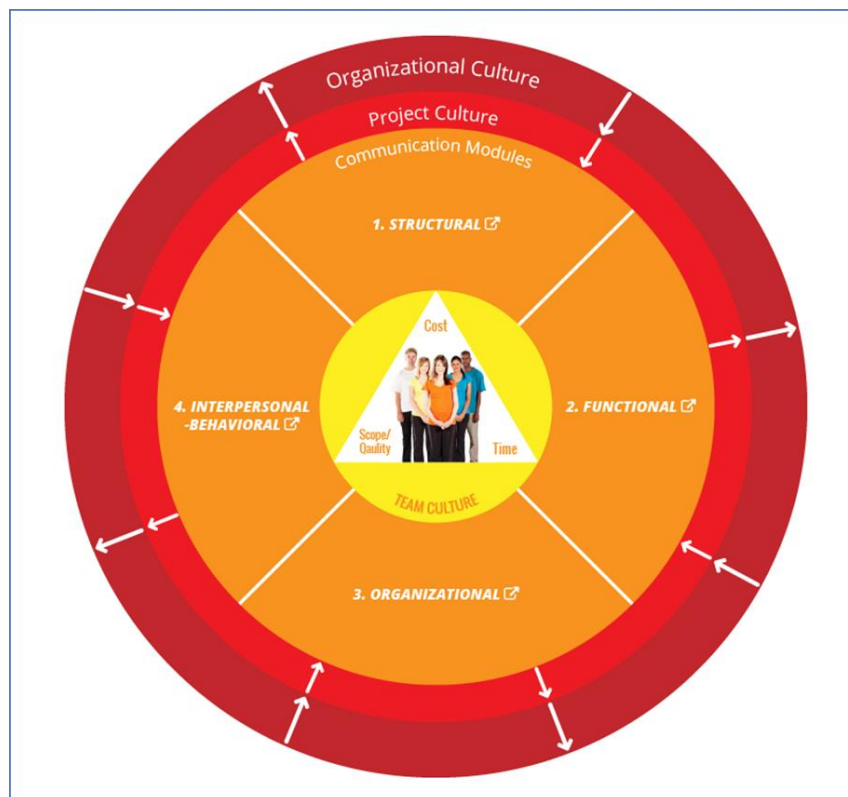 Organizational Culture
Project Culture
Communication Modules
1. STRUCTURAL
Cost
4. INTERPERSONAL
-BEHAVIORAL
2. FUNCTIONAL
Scope/
Qaulity
Time
TEAM CULTURE
3. ORGANIZATIONAL